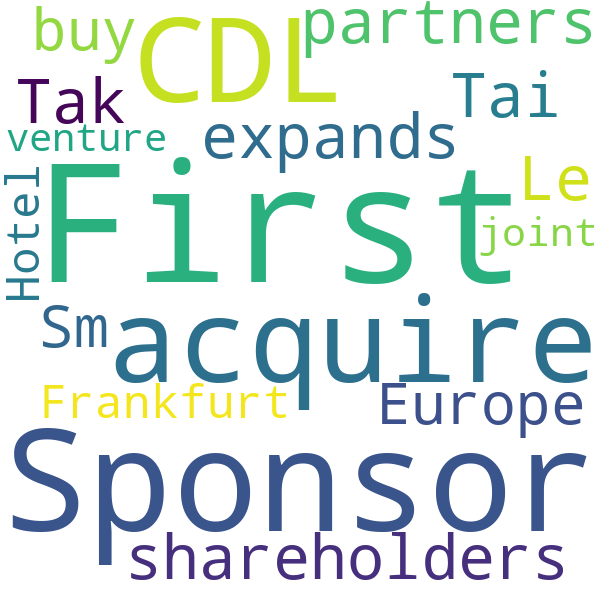 buy
CDL
partners
Tak
Tai
venture
expands
Hotel
First
Le
joint
Sm
acquire
Frankfurt
Europe
Sponsor
shareholders